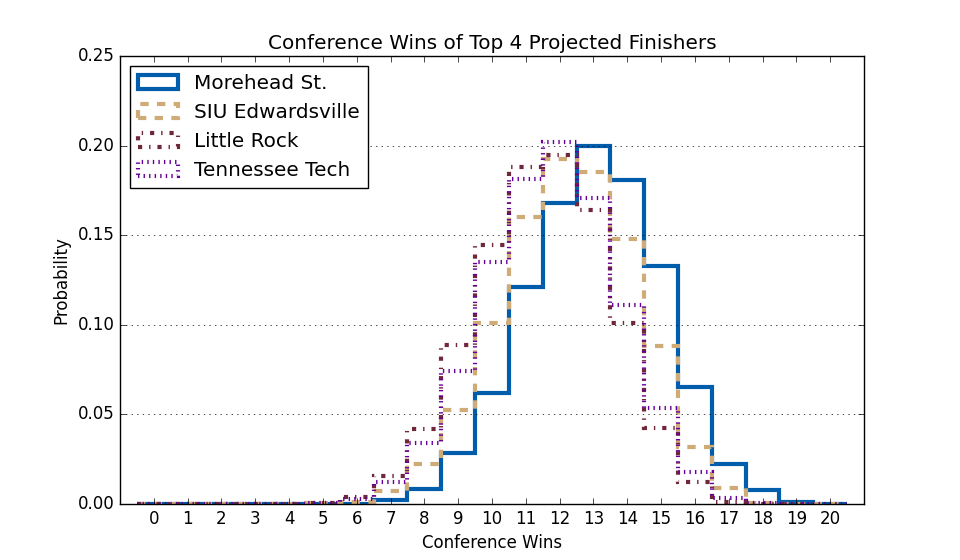 Conference Wins of Top 4 Projected Finishers
0.25
0.20
0.15
0.10
0.05
0.00
Probability
Morehead St.
SIU Edwardsville
Little Rock
Tennessee Tech
0 1 2 3 4 5 6 7 8 9 10 11 12 13 14 15 16 17 18 19 20
Conference Wins